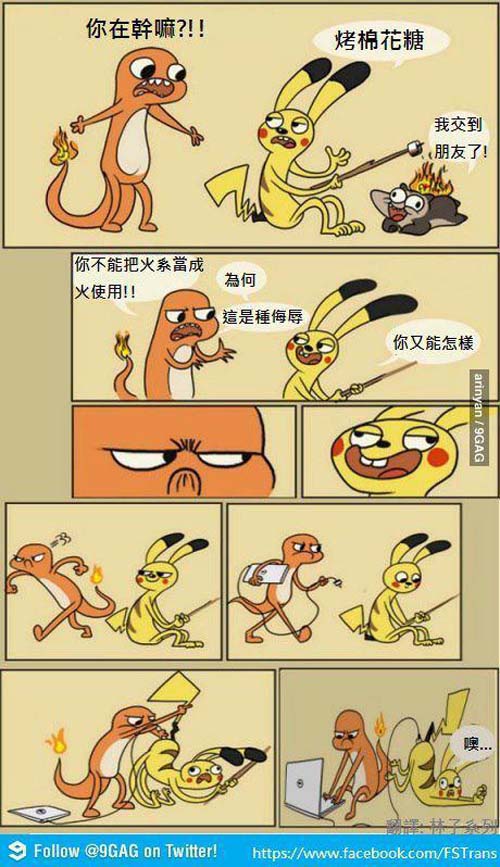 你在幹嘛?!!
烤棉花糖
我交到
朋友了!
你不能把火系當成
火使用!!
為何
這是種侮辱
你又能怎樣
arinyan / 9GAG
噢...
翻譯: 林子系列
Follow @9GAG on Twitter!
https://www.facebook.com/FSTrans